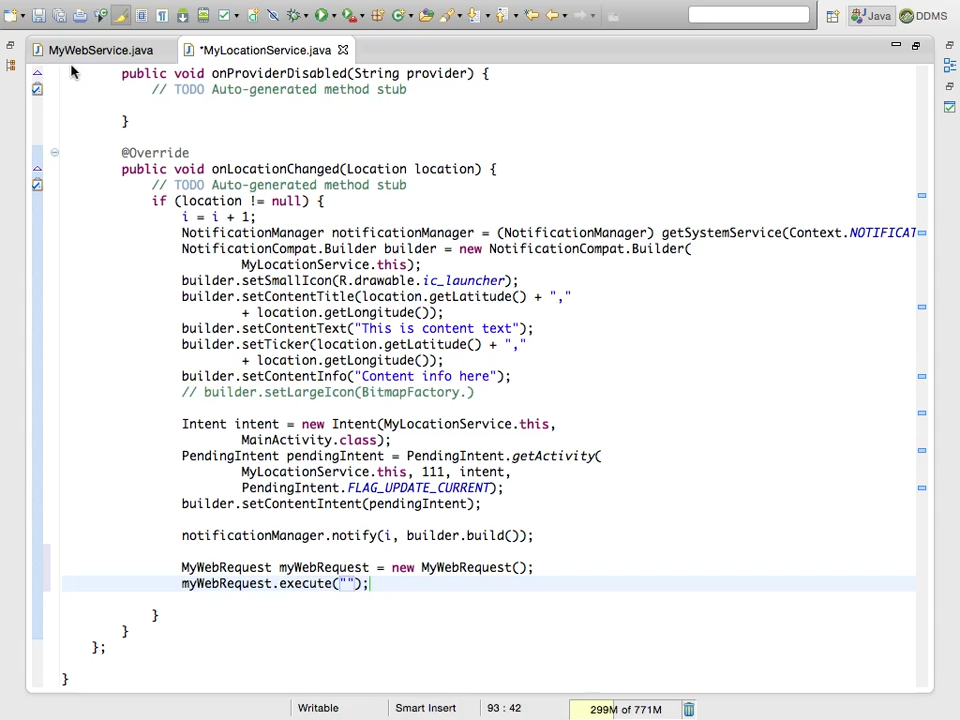 Java
DDMS
MyWebService.java
*MyLocationService.java
public void onProviderDisabled(String provider) {
// TODO Auto-generated method stub
}
@Override
public void onLocationChanged(Location location) {
// TODO Auto-generated method stub
if (location != null) {
i = i + 1;
NotificationManager notificationManager = (NotificationManager) getSystemService(Context.NOTIFICAT
NotificationCompat.Builder builder = new NotificationCompat.Builder(
MyLocationService.this);
builder.setSmallIcon(R.drawable.ic_launcher);
builder.setContentTitle(location.getLatitude() + ","
+ location.getLongitude());
builder.setContentText("This is content text");
builder.setTicker(location.getLatitude() + ","
+ location.getLongitude());
builder.setContentInfo("Content info here");
// builder.setLargeIcon(BitmapFactory.)
Intent intent = new Intent(MyLocationService.this,
MainActivity.class);
PendingIntent pendingIntent = PendingIntent.getActivity(
MyLocationService.this, 111, intent,
PendingIntent.FLAG_UPDATE_CURRENT);
builder.setContentIntent(pendingIntent);
notificationManager.notify(i, builder.build());
MyWebRequest myWebRequest = new MyWebRequest();
myWebRequest.execute("");
}
}
};
}
Writable
Smart Insert
93 : 42
299M of 771M